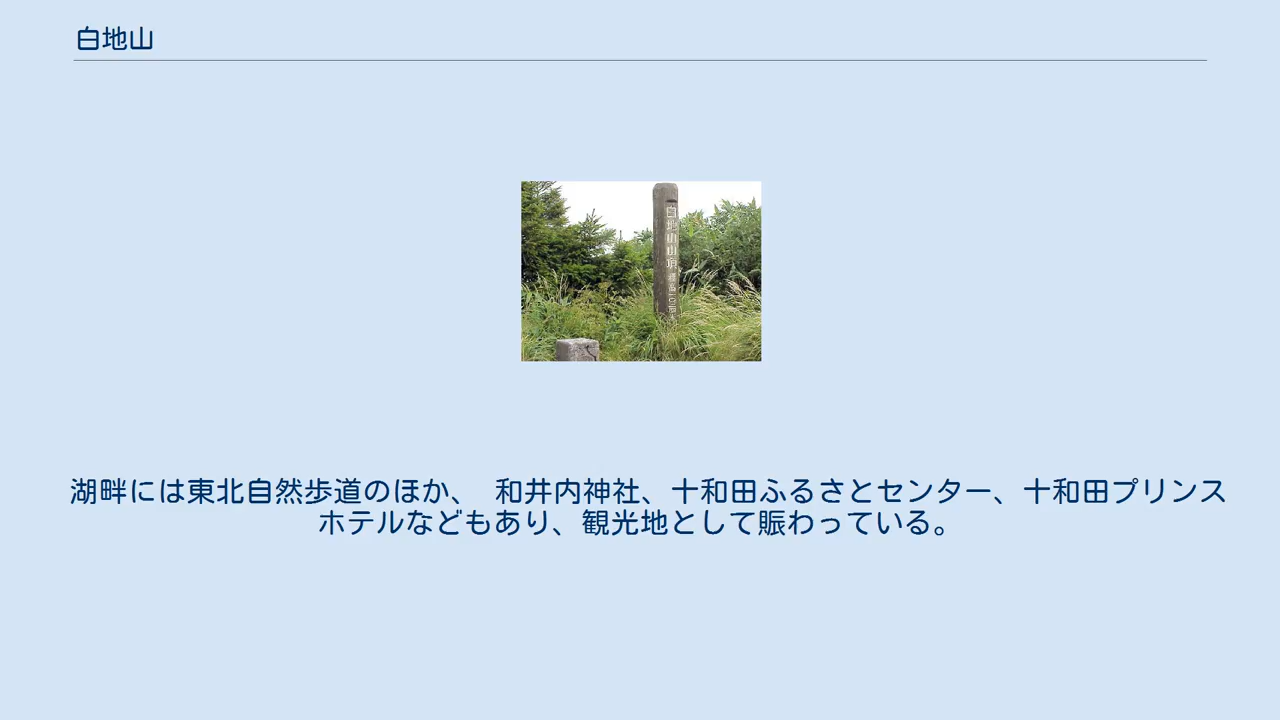 白地山
白地山山頂
湖畔には東北自然歩道のほか、 和井内神社、十和田ふるさとセンター、十和田プリンス
ホテルなどもあり、観光地として賑わっている。